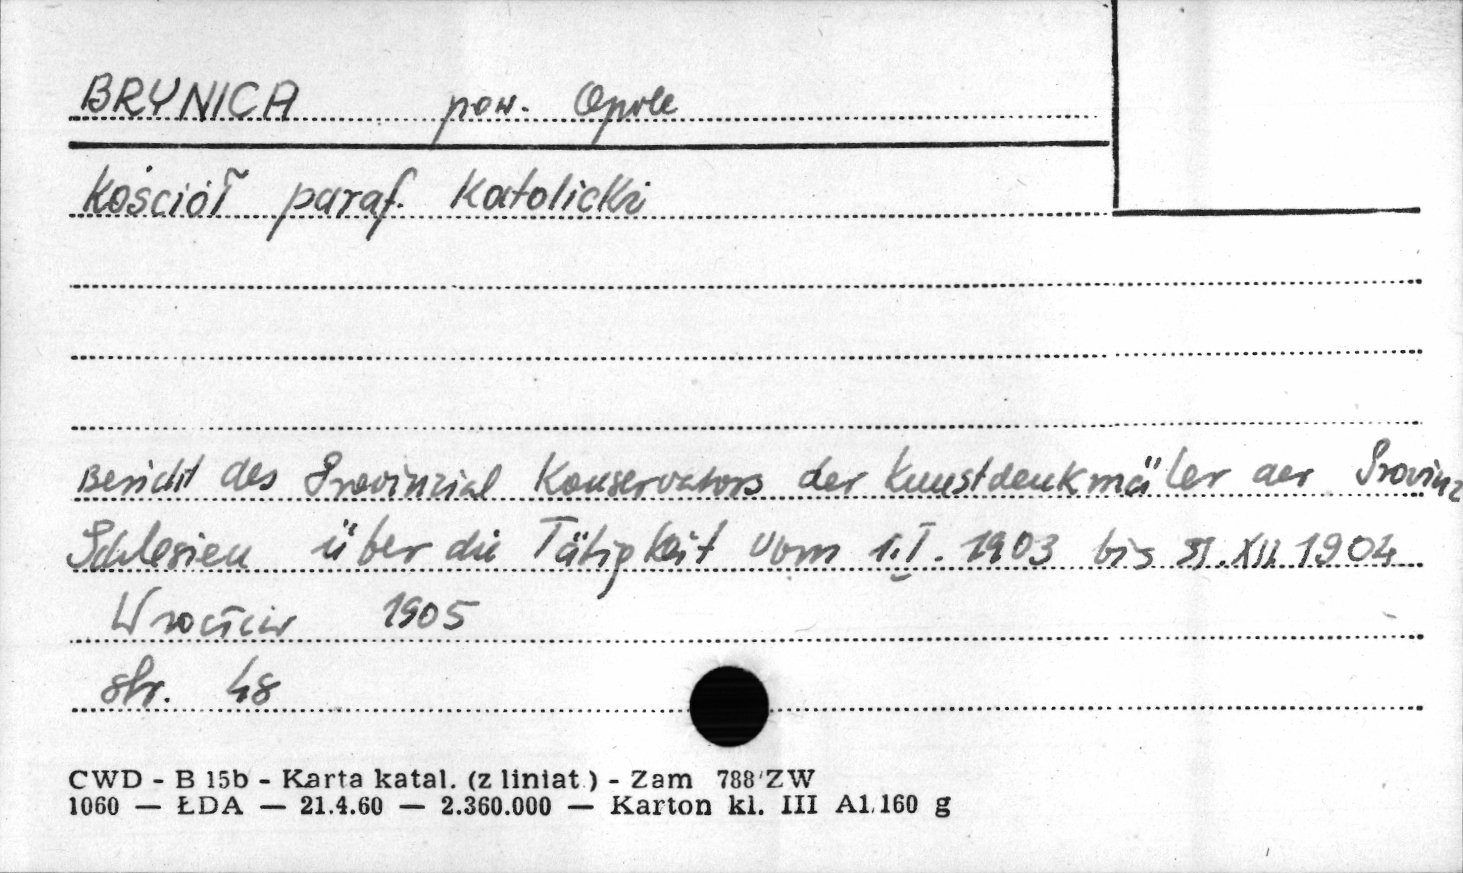 BRYNICA pow. Opole
Kościół paraf. Katolicki
Bericht des Provinzial Konservators der Kunstdenkmäler der Provinz
Schlesien über die Tätigkeit vom 1.I.1903 bis 31.XII.1904
Wrocław 1905
str. 48
CWD - B 15b - Karta katal. (z liniat.) - Zam 788/ZW
1060 — ŁDA — 21.4.60 — 2.360.000 — Karton kl. III A1.160 g